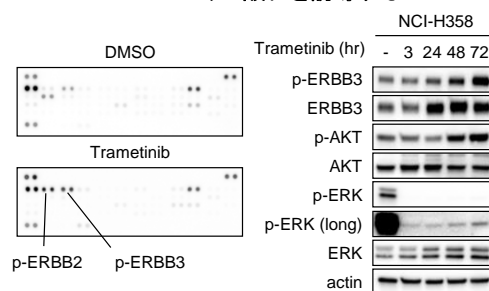 NCI-H358
DMSO
Trametinib (hr)
- 3 24 48 72
p-ERBB3
ERBB3
p-AKT
Trametinib
AKT
p-ERK
p-ERK (long)
ERK
p-ERBB2 p-ERBB3
actin